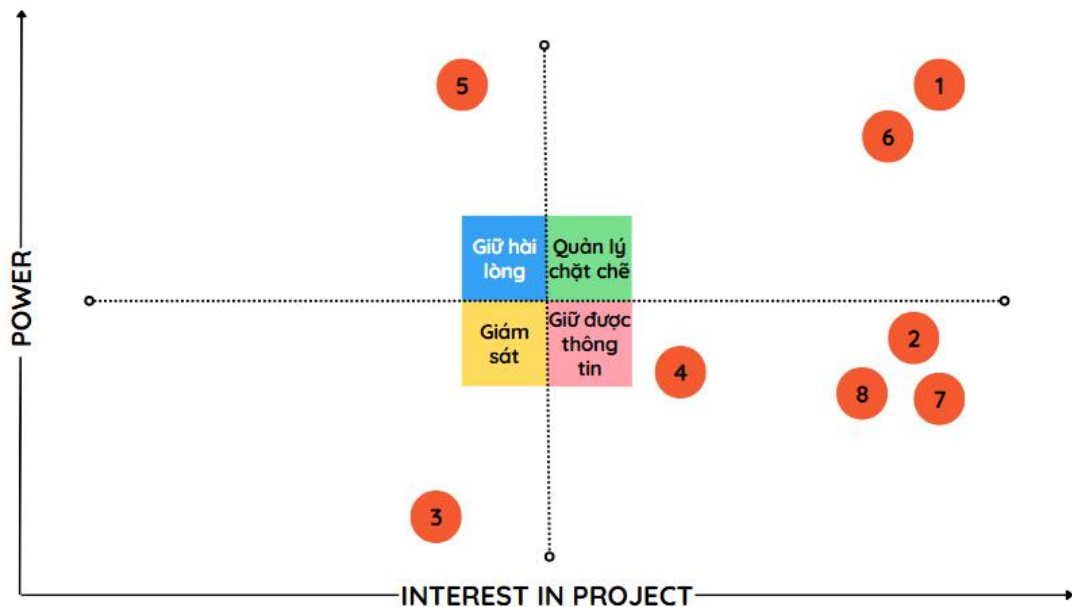 5
1
6
Giữ hài
lòng
Quản lý
chặt chẽ
POWER
Giám
sát
Giữ được
thông
tin
2
4
8
7
3
INTEREST IN PROJECT